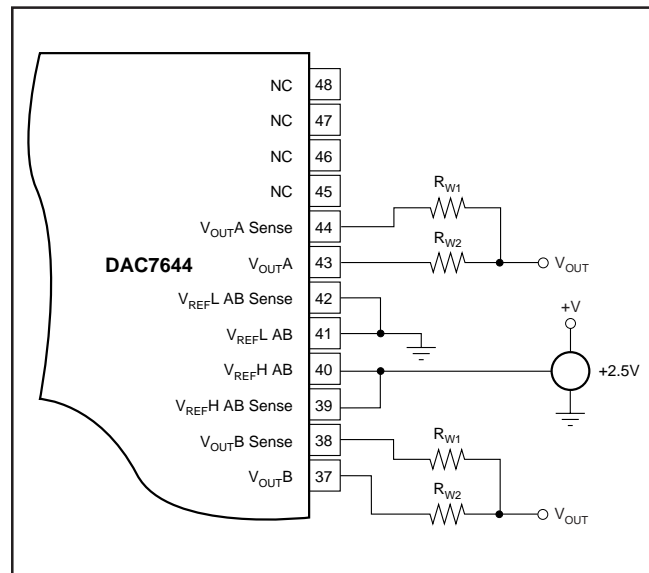 DAC7644
NC 48
NC 47
NC 46
NC 45
VOUTA Sense 44
VOUTA 43
VREFL AB Sense 42
VREFL AB 41
VREFH AB 40
VREFH AB Sense 39
VOUTB Sense 38
VOUTB 37
RW1
RW2
VOUT
+V
+2.5V
RW1
RW2
VOUT